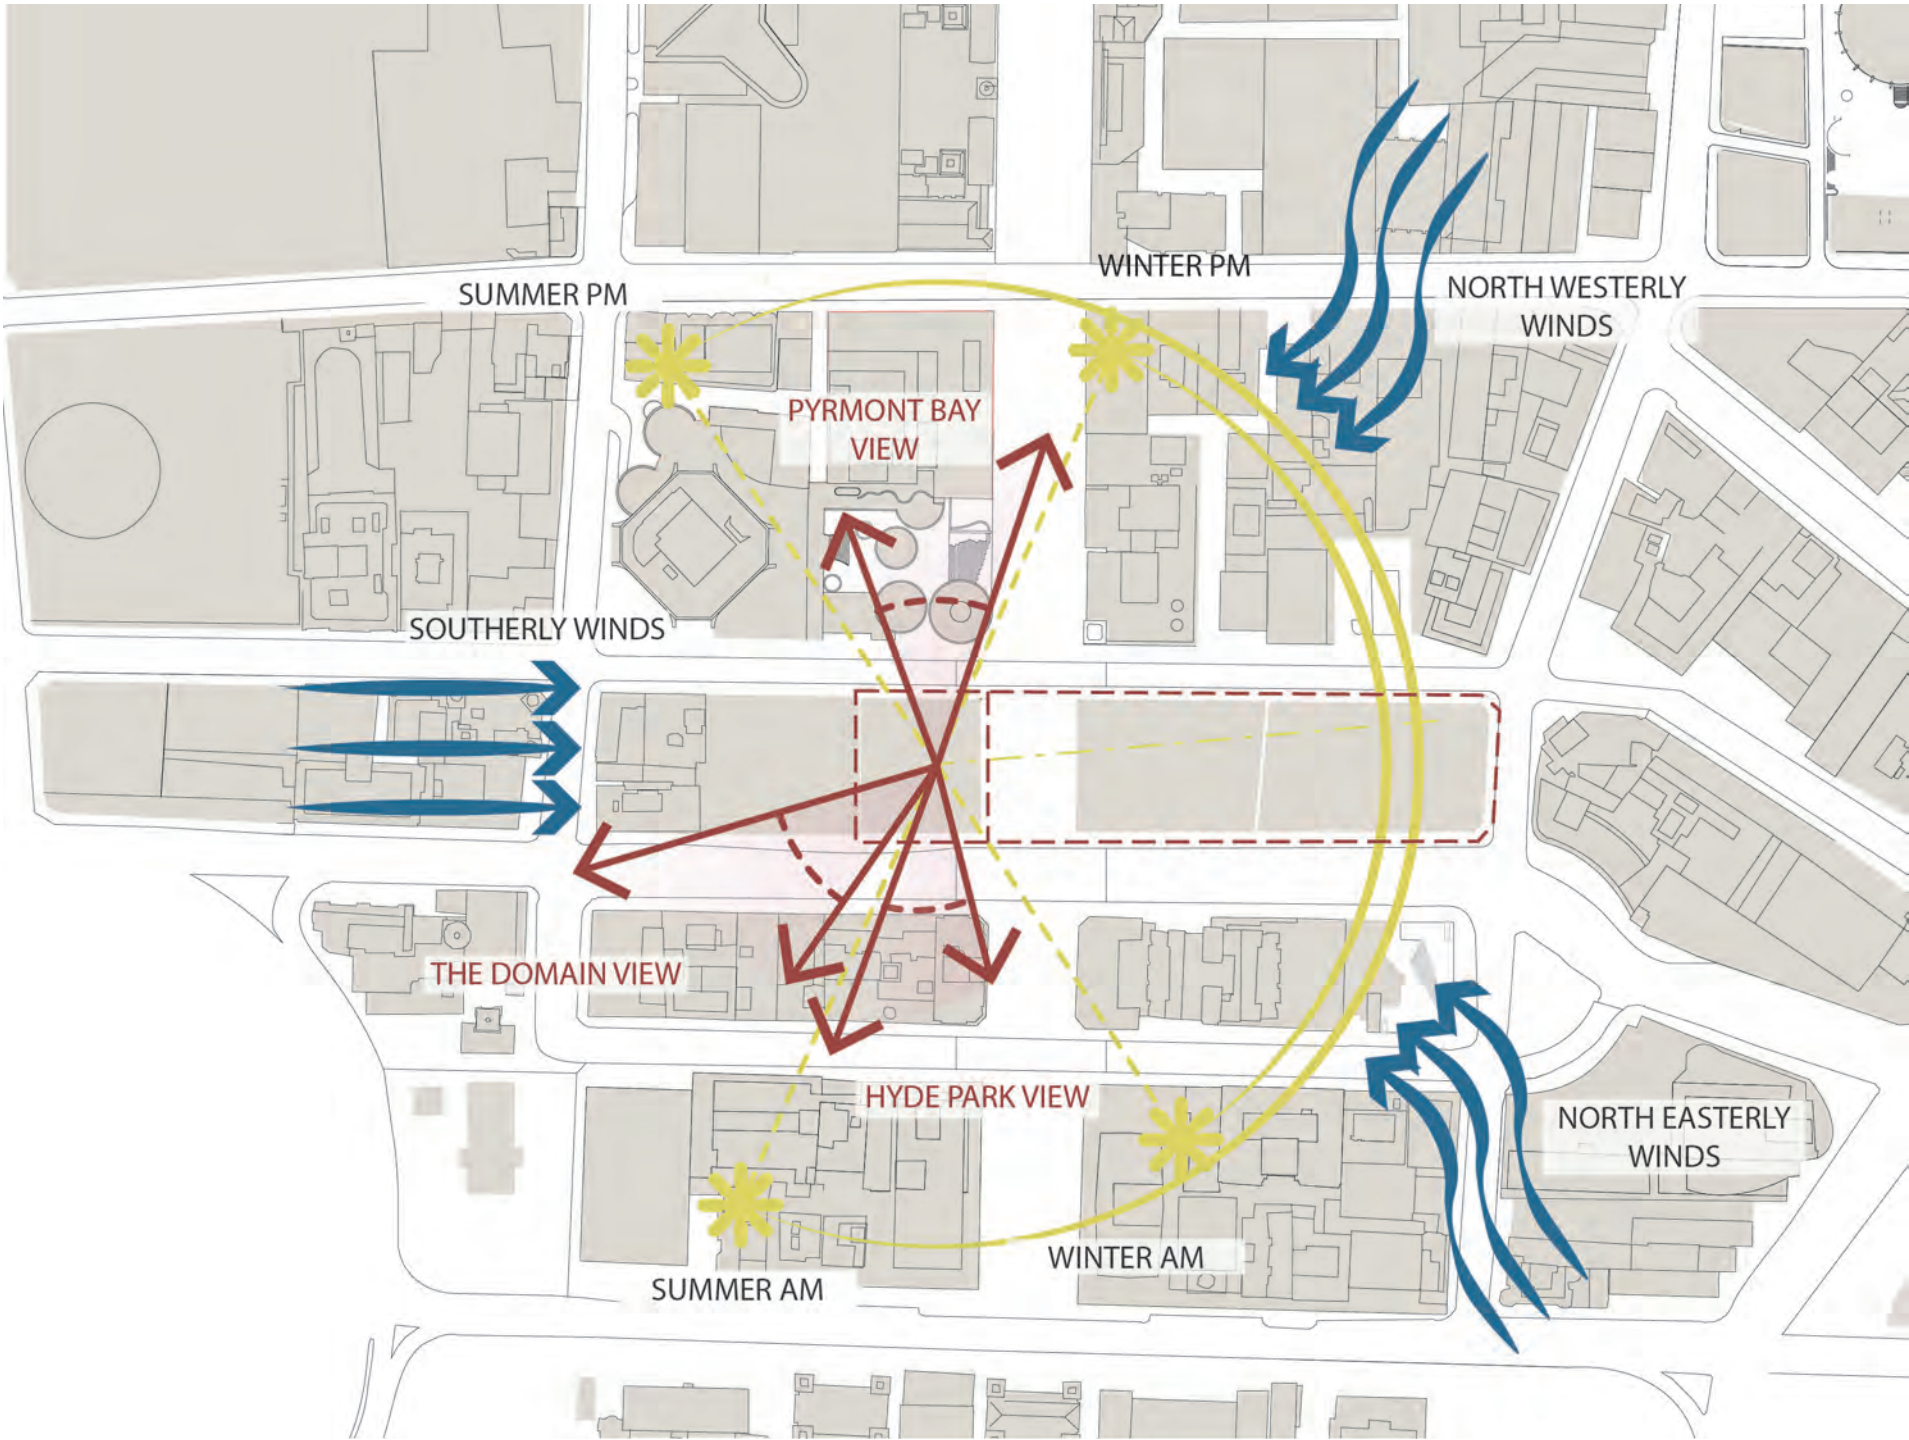 WINTER PM
SUMMER PM
NORTH WESTERLY
WINDS
PYRMONT BAY
VIEW
SOUTHERLY WINDS
THE DOMAIN VIEW
HYDE PARK VIEW
NORTH EASTERLY
WINDS
WINTER AM
SUMMER AM